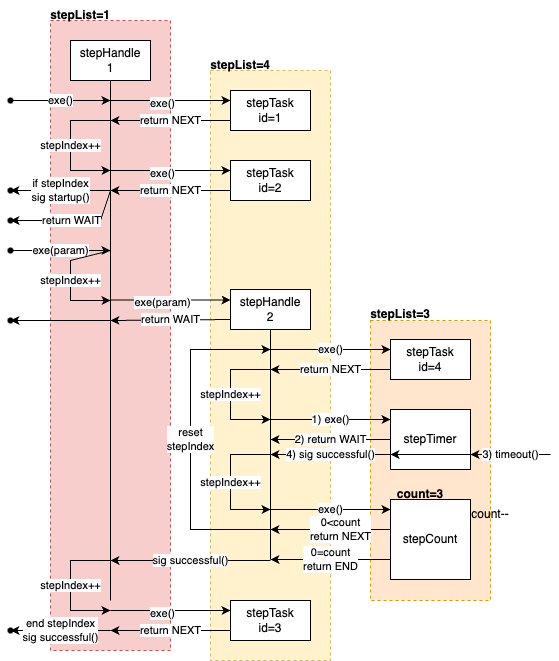 stepList=1
stepHandle
1
stepList=4
exe()
exe()
stepTask
id=1
return NEXT
stepIndex++
exe()
stepTask
id=2
if stepIndex
sig startup()
return NEXT
return WAIT
exe(param)
stepIndex++
exe(param)
stepHandle
2
return WAIT
stepList=3
exe()
stepTask
id=4
return NEXT
stepIndex++
1) exe()
reset
stepIndex
2) return WAIT
stepTimer
4) sig successful()
3) timeout()
stepIndex++
count=3
exe()
count--
0<count
return NEXT
stepCount
0=count
return END
sig successful()
stepIndex++
exe()
stepTask
id=3
end stepIndex
sig successful()
return NEXT